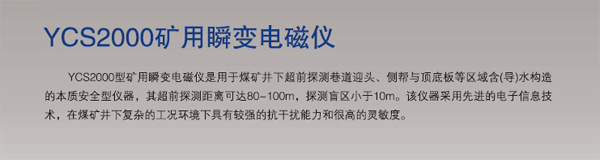 YCS2000矿用瞬变电磁仪
YCS2000型矿用瞬变电磁仪是用于煤矿井下超前探测巷道迎头、侧帮与顶底板等区域含(导)水构造
的本质安全型仪器，其超前探测距离可达80~100m，探测盲区小于10m。该仪器采用先进的电子信息技
术，在煤矿井下复杂的工况环境下具有较强的抗干扰能力和很高的灵敏度。